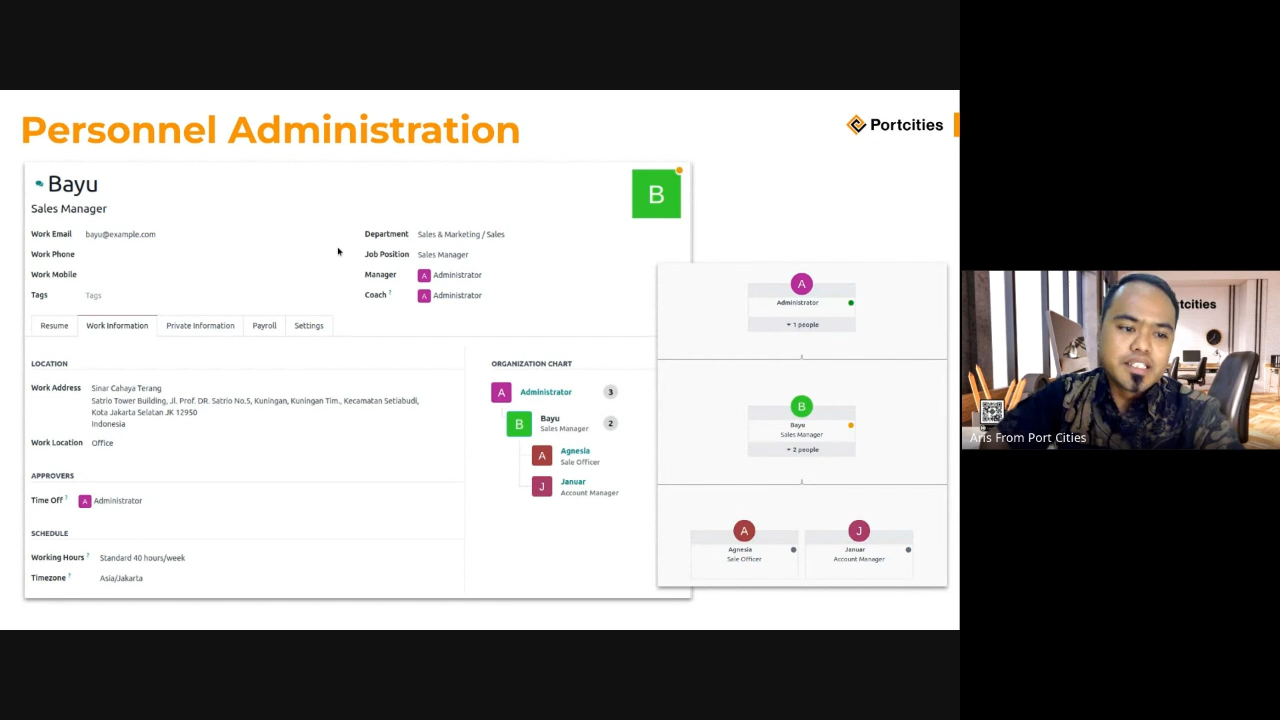 Personnel Administration
Portcities
Bayu
B
Sales Manager
Work Email bayu@example.com
Work Phone
Work Mobile
Tags Tags
Department Sales & Marketing / Sales
Job Position Sales Manager
Manager A Administrator
Coach ? A Administrator
Resume Work Information Private Information Payroll Settings
LOCATION
Work Address Sinar Cahaya Terang
Satrio Tower Building, Jl. Prof. DR. Satrio No.5, Kuningan, Kuningan Tim., Kecamatan Setiabudi,
Kota Jakarta Selatan JK 12950
Indonesia
Work Location Office
APPROVERS
Time Off ? A Administrator
SCHEDULE
Working Hours ? Standard 40 hours/week
Timezone ? Asia/Jakarta
ORGANIZATION CHART
A Administrator 3
B Bayu 2
Sales Manager
A Agnesia
Sale Officer
J Januar
Account Manager
A
Administrator
1 people
B
Bayu
Sales Manager
2 people
A
Agnesia
Sale Officer
J
Januar
Account Manager
tcities
Aris From Port Cities